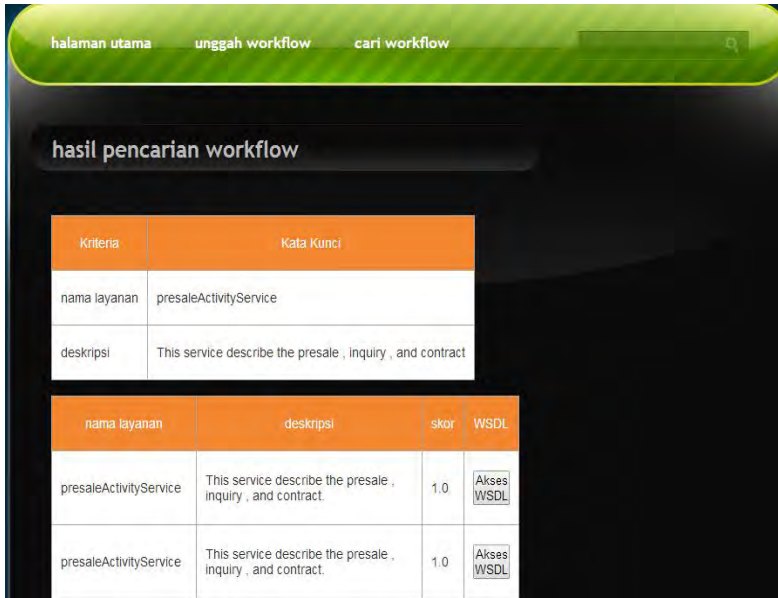 halaman utama unggah workflow cari workflow
hasil pencarian workflow
Kriteria Kata Kunci
nama layanan presaleActivityService
deskripsi This service describe the presale , inquiry , and contract
nama layanan deskripsi skor WSDL
presaleActivityService This service describe the presale , inquiry , and contract. 1.0 Akses WSDL
presaleActivityService This service describe the presale , inquiry , and contract. 1.0 Akses WSDL